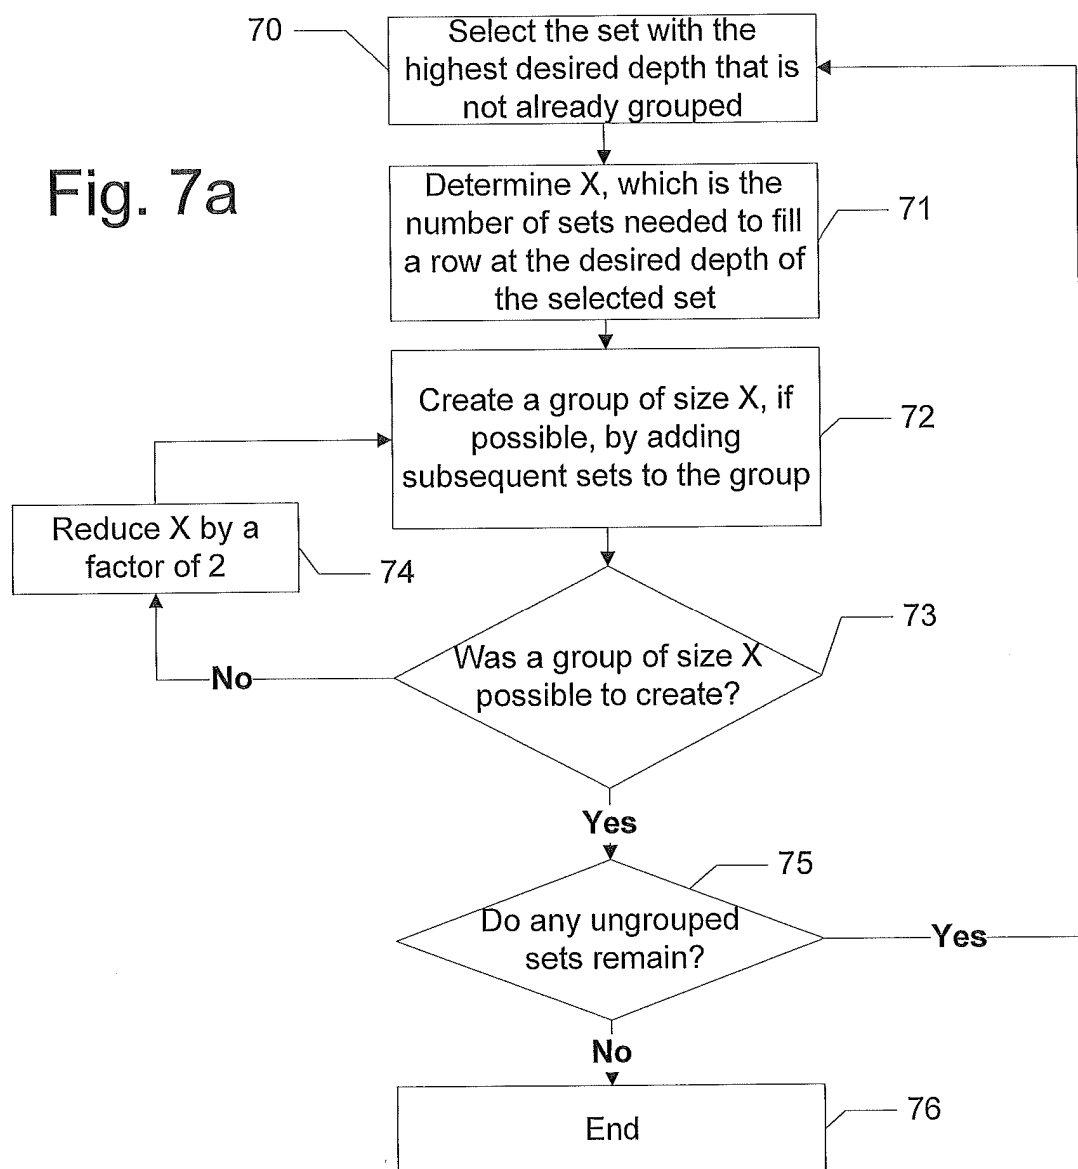 70
Select the set with the
highest desired depth that is
not already grouped
Fig. 7a
Determine X, which is the
number of sets needed to fill
a row at the desired depth of
the selected set
71
Create a group of size X, if
possible, by adding
subsequent sets to the group
72
Reduce X by a
factor of 2
74
Was a group of size X
possible to create?
73
No
Yes
75
Do any ungrouped
sets remain?
Yes
No
End
76